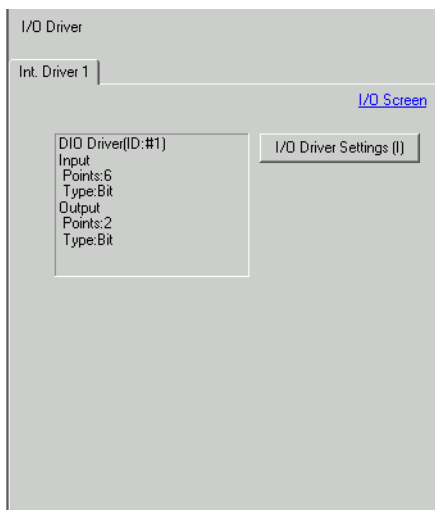 I/O Driver
Int. Driver 1
I/O Screen
DIO Driver(ID:#1)
I/O Driver Settings (I)
Input
Points:6
Type:Bit
Output
Points:2
Type:Bit